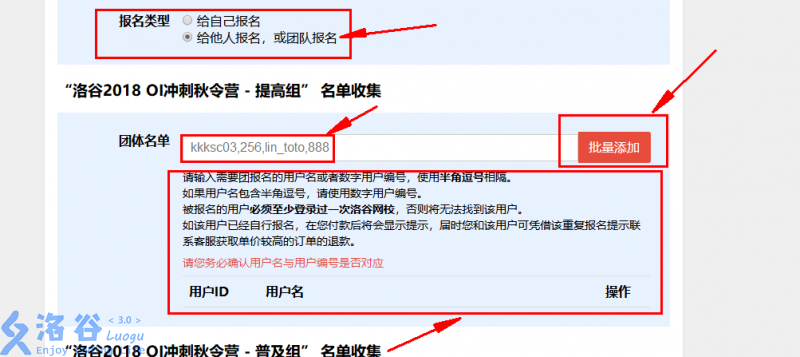 报名类型 给自己报名
给他人报名，或团队报名
“洛谷2018 OI冲刺秋令营 - 提高组” 名单收集
团体名单 kkksc03,256,lin_toto,888 批量添加
请输入需要团报名的用户名或者数字用户编号，使用半角逗号相隔。
如果用户名包含半角逗号，请使用数字用户编号。
被报名的用户必须至少登录过一次洛谷网校，否则将无法找到该用户。
如该用户已经自行报名，在您付款后将会显示提示，届时您和该用户可凭借该重复报名提示联
系客服获取单价较高的订单的退款。
请您务必确认用户名与用户编号是否对应
用户ID 用户名 操作
洛谷 < 3.0 > Luogu
Enjoy
“洛谷2018 OI冲刺秋令营 - 普及组” 名单收集